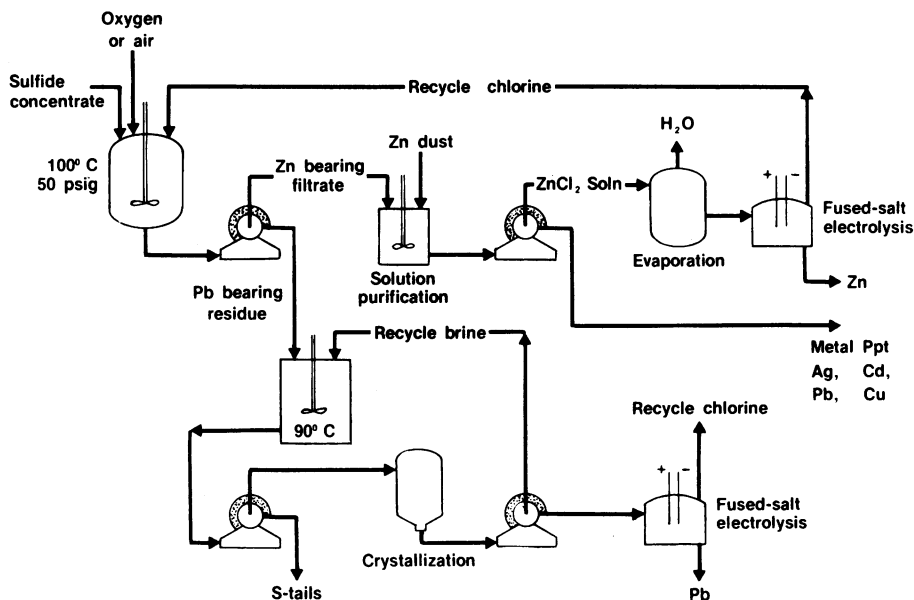 Oxygen
or air
Sulfide
concentrate
Recycle chlorine
100° C
50 psig
Zn bearing
filtrate
Zn dust
ZnCl₂ Soln
H₂O
+ −
Fused-salt
electrolysis
Evaporation
Solution
purification
Zn
Pb bearing
residue
Recycle brine
Metal Ppt
Ag, Cd,
Pb, Cu
90° C
Recycle chlorine
+ −
Fused-salt
electrolysis
Crystallization
S-tails
Pb